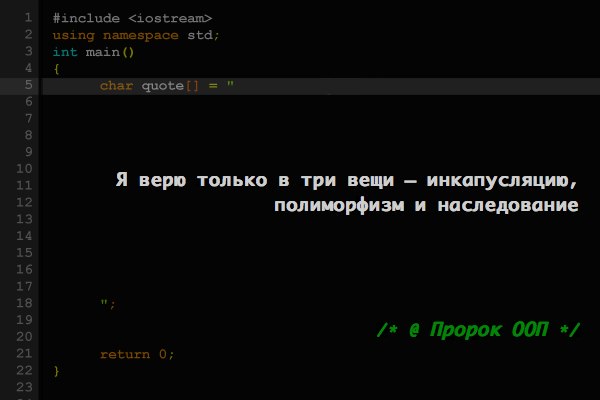 1 #include <iostream>
2 using namespace std;
3 int main()
4 {
5 char quote[] = "
6
7
8
9
10
11 Я верю только в три вещи — инкапусляцию,
12 полиморфизм и наследование
13
14
15
16
17
18 ";
19
20 /* @ Пророк ООП */
21 return 0;
22 }
23